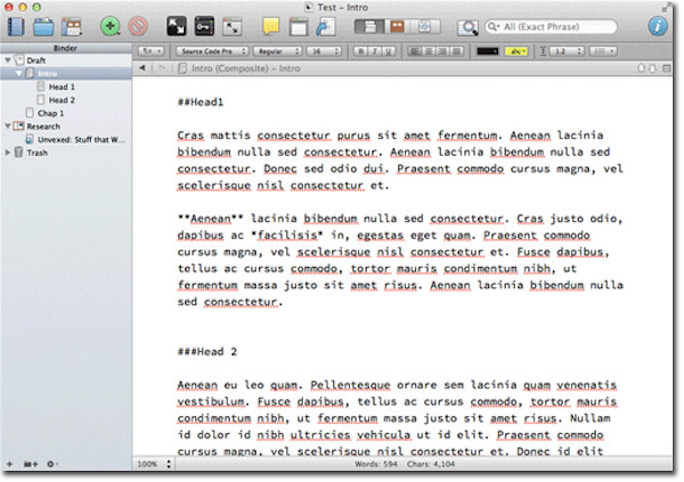 Test – Intro
All (Exact Phrase)
Binder
Source Code Pro
Regular
16
B I U
abc
1.2
Draft
Intro
Head 1
Head 2
Chap 1
Research
Unvexed: Stuff that W...
Trash
Intro (Composite) – Intro
##Head1
Cras mattis consectetur purus sit amet fermentum. Aenean lacinia
bibendum nulla sed consectetur. Aenean lacinia bibendum nulla sed
consectetur. Donec sed odio dui. Praesent commodo cursus magna, vel
scelerisque nisl consectetur et.
**Aenean** lacinia bibendum nulla sed consectetur. Cras justo odio,
dapibus ac *facilisis* in, egestas eget quam. Praesent commodo
cursus magna, vel scelerisque nisl consectetur et. Fusce dapibus,
tellus ac cursus commodo, tortor mauris condimentum nibh, ut
fermentum massa justo sit amet risus. Aenean lacinia bibendum nulla
sed consectetur.
###Head 2
Aenean eu leo quam. Pellentesque ornare sem lacinia quam venenatis
vestibulum. Fusce dapibus, tellus ac cursus commodo, tortor mauris
condimentum nibh, ut fermentum massa justo sit amet risus. Nullam
id dolor id nibh ultricies vehicula ut id elit. Praesent commodo
cursus magna, vel scelerisque nisl consectetur et. Donec id elit
100%
Words: 594 Chars: 4,104